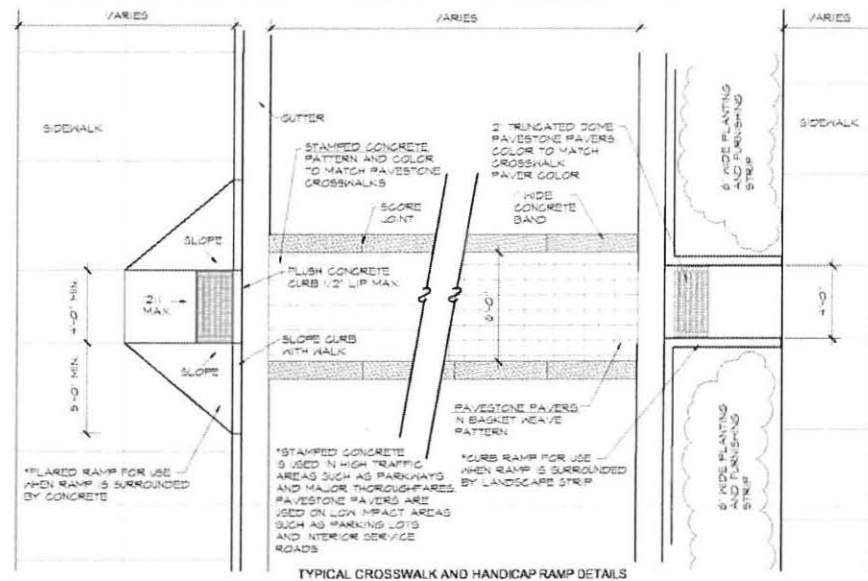 VARIES
VARIES
VARIES
SIDEWALK
GUTTER
STAMPED CONCRETE
PATTERN AND COLOR
TO MATCH PAVESTONE
CROSSWALKS
SCORE
JOINT
2' TRUNCATED DOME
PAVESTONE PAVERS
COLOR TO MATCH
CROSSWALK
PAVER COLOR
1' WIDE
CONCRETE
BAND
6' WIDE PLANTING
AND FURNISHING
STRIP
SIDEWALK
SLOPE
FLUSH CONCRETE
CURB 1/2" LIP MAX.
12:1
MAX.
4'-0" MIN.
SLOPE
SLOPE CURB
WITH WALK
5'-0" MIN.
6'-0"
4'-0"
*FLARED RAMP FOR USE
WHEN RAMP IS SURROUNDED
BY CONCRETE
*STAMPED CONCRETE
IS USED IN HIGH TRAFFIC
AREAS SUCH AS PARKWAYS
AND MAJOR THOROUGHFARES.
PAVESTONE PAVERS ARE
USED ON LOW IMPACT AREAS
SUCH AS PARKING LOTS
AND INTERIOR SERVICE
ROADS
PAVESTONE PAVERS
IN BASKET WEAVE
PATTERN
*CURB RAMP FOR USE
WHEN RAMP IS SURROUNDED
BY LANDSCAPE STRIP
6' WIDE PLANTING
AND FURNISHING
STRIP
TYPICAL CROSSWALK AND HANDICAP RAMP DETAILS